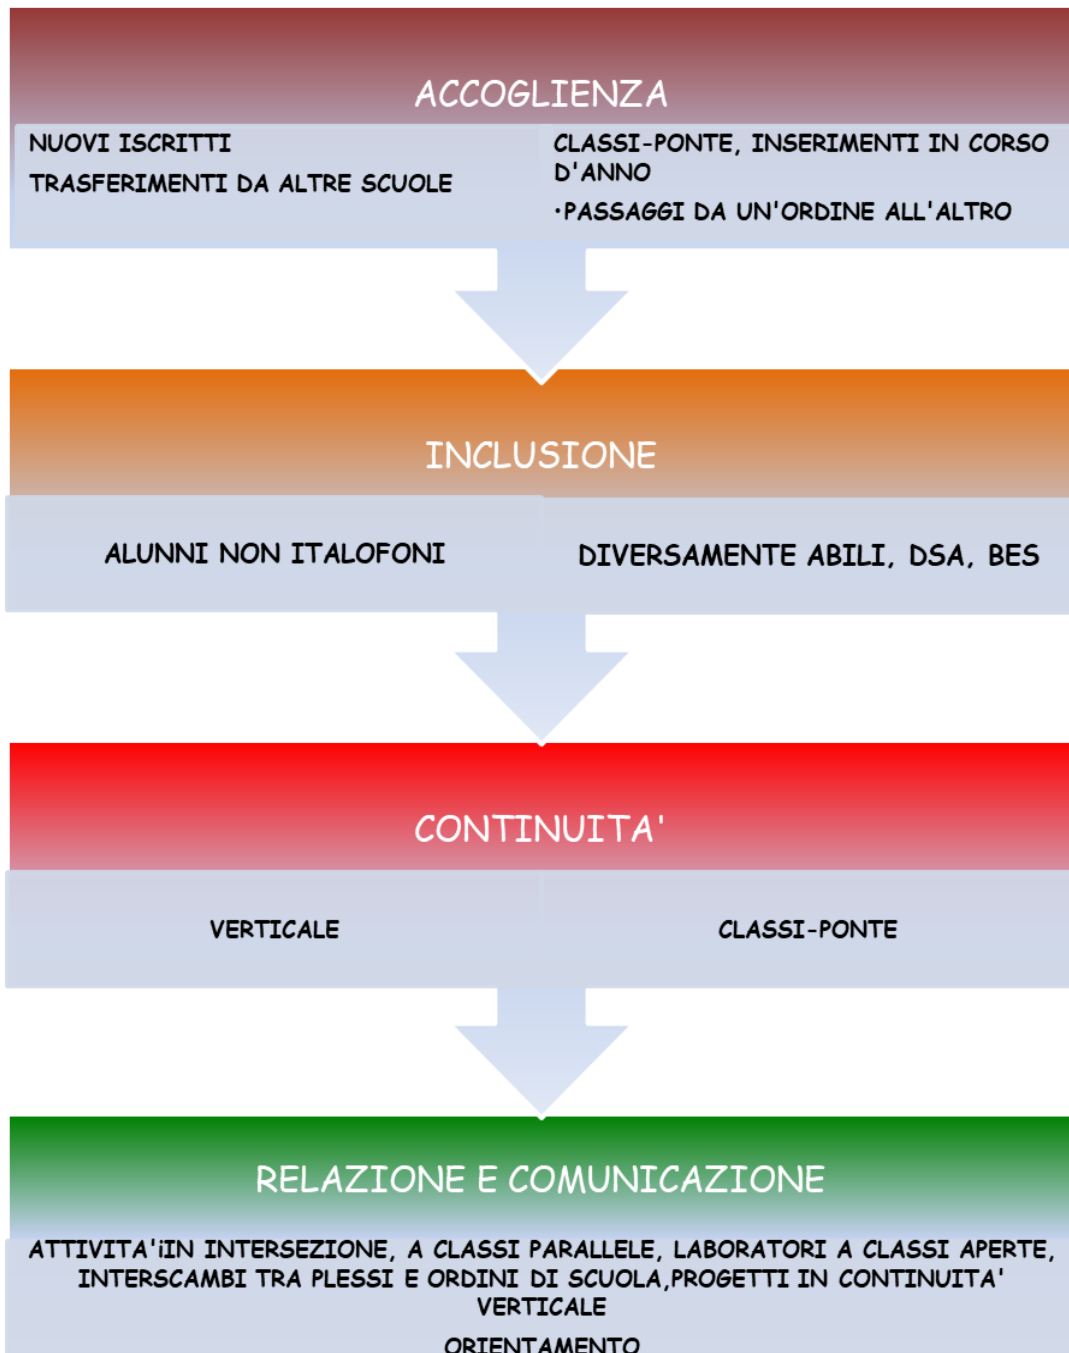 ACCOGLIENZA
NUOVI ISCRITTI
TRASFERIMENTI DA ALTRE SCUOLE
CLASSI-PONTE, INSERIMENTI IN CORSO
D'ANNO
•PASSAGGI DA UN'ORDINE ALL'ALTRO
INCLUSIONE
ALUNNI NON ITALOFONI
DIVERSAMENTE ABILI, DSA, BES
CONTINUITA'
VERTICALE
CLASSI-PONTE
RELAZIONE E COMUNICAZIONE
ATTIVITA'iIN INTERSEZIONE, A CLASSI PARALLELE, LABORATORI A CLASSI APERTE,
INTERSCAMBI TRA PLESSI E ORDINI DI SCUOLA,PROGETTI IN CONTINUITA'
VERTICALE
ORIENTAMENTO